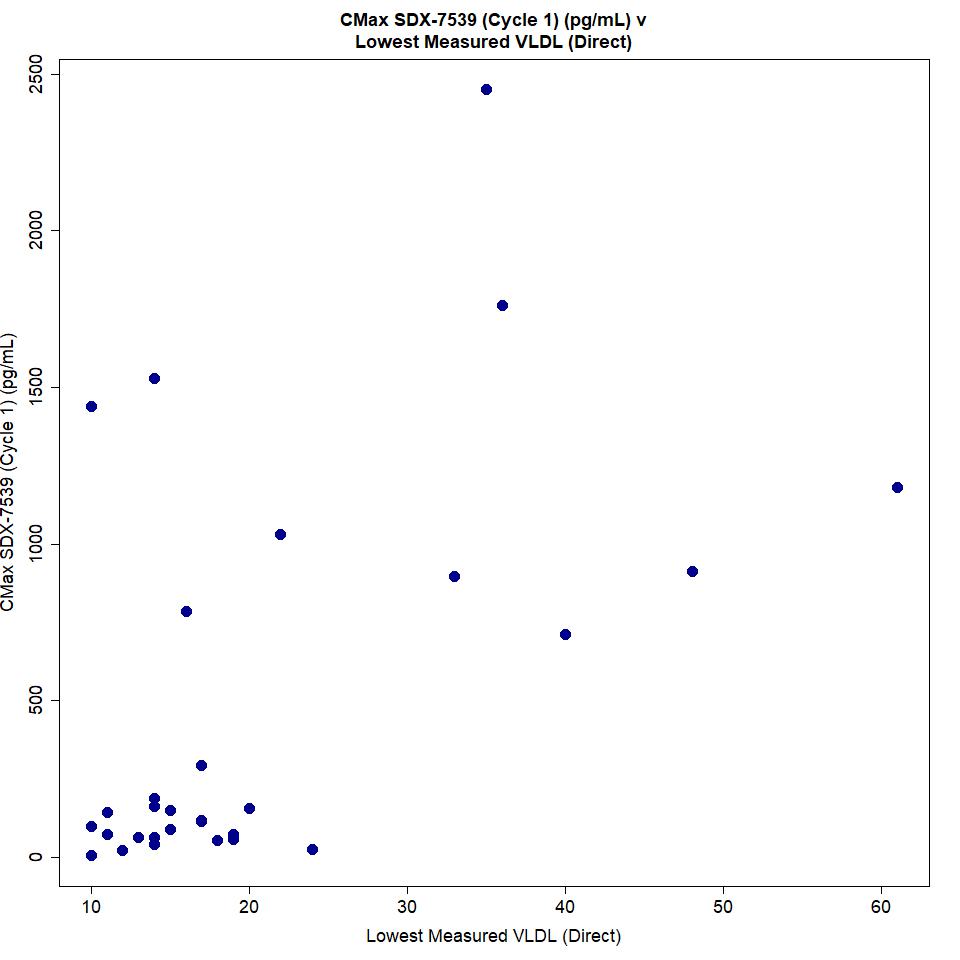 CMax SDX-7539 (Cycle 1) (pg/mL) v
Lowest Measured VLDL (Direct)
CMax SDX-7539 (Cycle 1) (pg/mL)
2500
2000
1500
1000
500
0
10 20 30 40 50 60
Lowest Measured VLDL (Direct)